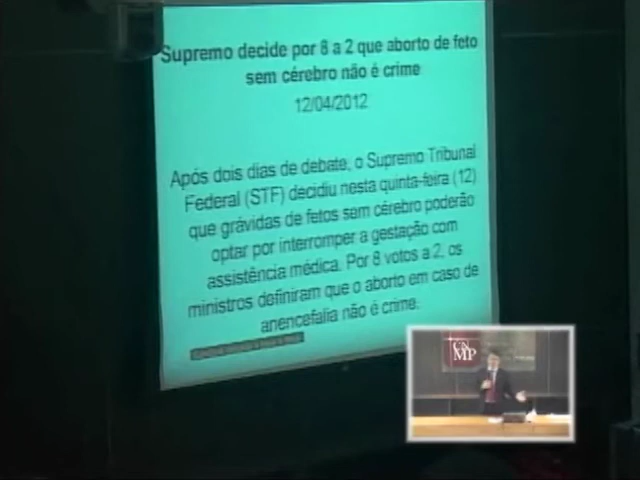 Supremo decide por 8 a 2 que aborto de feto
sem cérebro não é crime
12/04/2012
Após dois dias de debate, o Supremo Tribunal
Federal (STF) decidiu nesta quinta-feira (12)
que grávidas de fetos sem cérebro poderão
optar por interromper a gestação com
assistência médica. Por 8 votos a 2, os
ministros definiram que o aborto em caso de
anencefalia não é crime.
MP